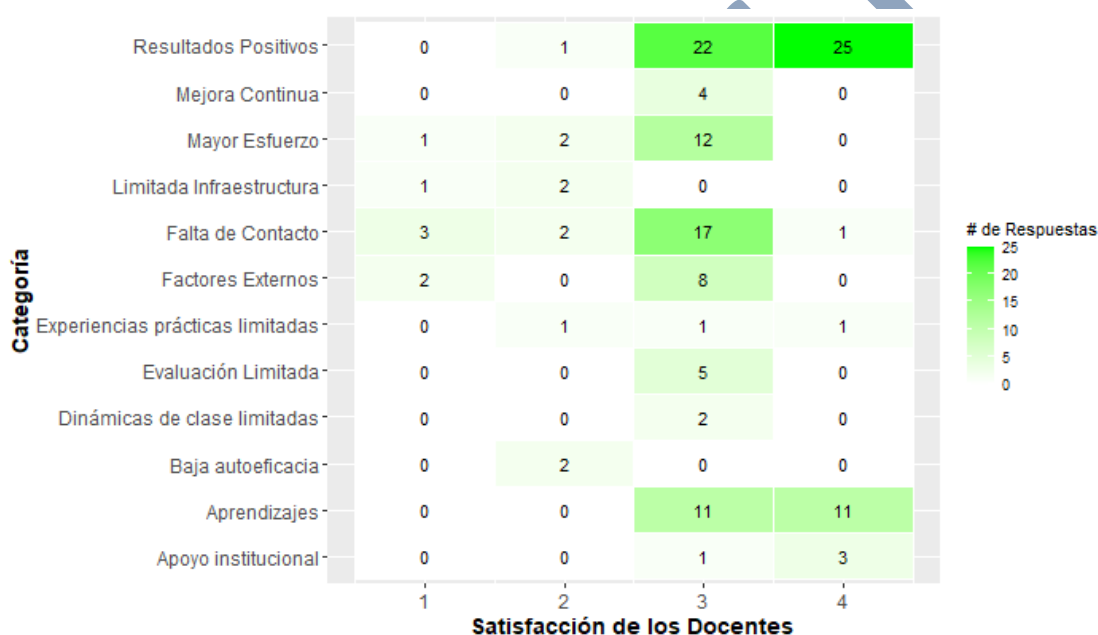 Resultados Positivos 0 1 22 25
Mejora Continua 0 0 4 0
Mayor Esfuerzo 1 2 12 0
Limitada Infraestructura 1 2 0 0
Falta de Contacto 3 2 17 1
Factores Externos 2 0 8 0
Experiencias prácticas limitadas 0 1 1 1
Evaluación Limitada 0 0 5 0
Dinámicas de clase limitadas 0 0 2 0
Baja autoeficacia 0 2 0 0
Aprendizajes 0 0 11 11
Apoyo institucional 0 0 1 3
1 2 3 4
Satisfacción de los Docentes
Categoría
# de Respuestas
25
20
15
10
5
0